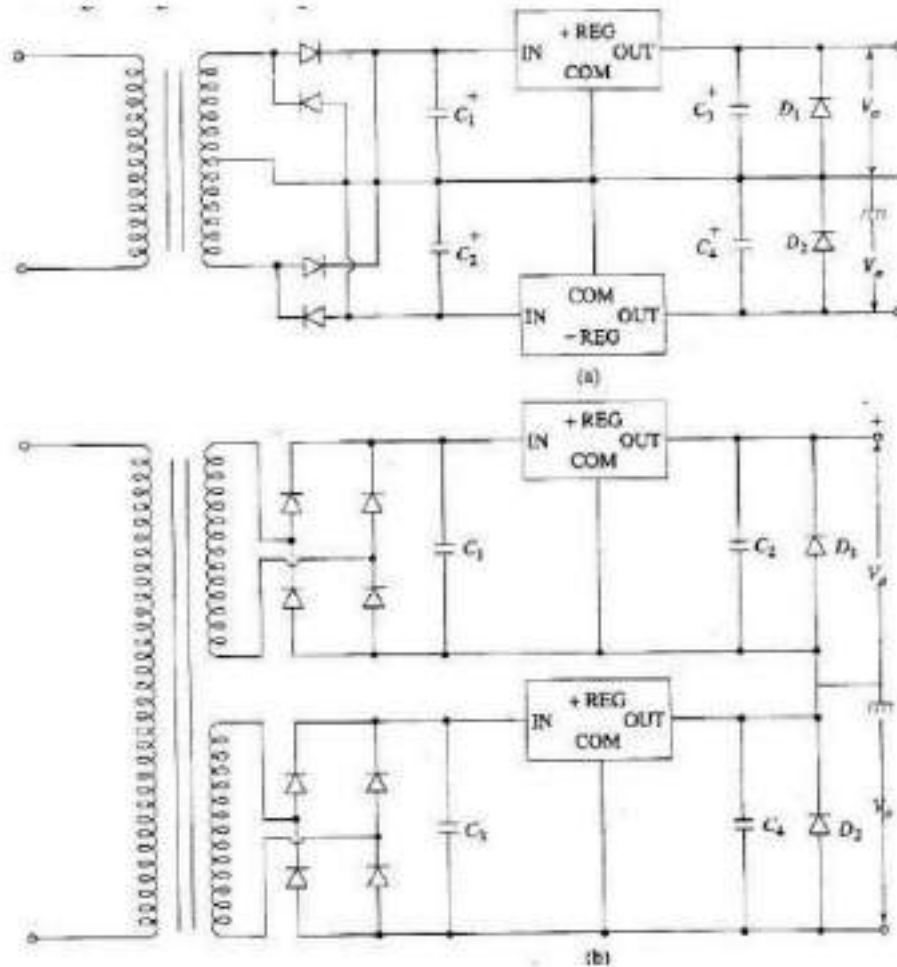 + REG
IN OUT
COM
C1 +
C3 +
D1
Vo
C2 +
C4 +
D2
Vo
COM
IN OUT
− REG
(a)
+ REG
IN OUT
COM
+
C1
C2
D1
Vo
+ REG
IN OUT
COM
C3
C4
D2
Vo
(b)